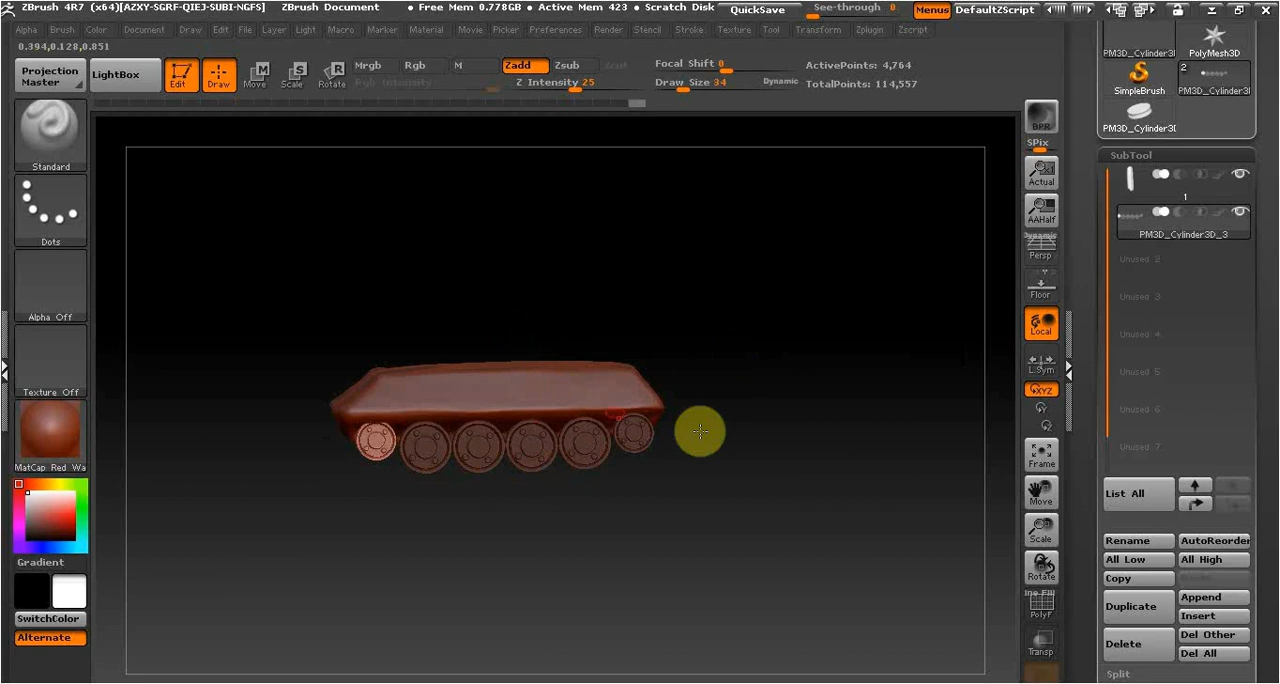 ZBrush 4R7 (x64)[AZXY-SGRF-QIEJ-SUBI-NGFS] ZBrush Document • Free Mem 0.778GB • Active Mem 423 • Scratch Disk QuickSave See-through 0 Menus DefaultZScript
Alpha Brush Color Document Draw Edit File Layer Light Macro Marker Material Movie Picker Preferences Render Stencil Stroke Texture Tool Transform Zplugin Zscript
0.394,0.128,0.851
Projection Master
LightBox
Edit
Draw
Move
Scale
Rotate
Mrgb Rgb M Zadd Zsub
Rgb Intensity Z Intensity 25
Focal Shift 0
Draw Size 34 Dynamic
ActivePoints: 4,764
TotalPoints: 114,557
Standard
Dots
Alpha Off
Texture Off
MatCap Red Wa
Gradient
SwitchColor
Alternate
BPR
SPix
Actual
AAHalf
Dynamic
Persp
Floor
Local
L.Sym
XYZ
Frame
Move
Scale
Rotate
PolyF
Transp
PM3D_Cylinder3D PolyMesh3D
2
SimpleBrush PM3D_Cylinder3D
PM3D_Cylinder3D
SubTool
1
PM3D_Cylinder3D_3
Unused 2
Unused 3
Unused 4
Unused 5
Unused 6
Unused 7
List All
Rename AutoReorder
All Low All High
Copy
Duplicate Append
Insert
Delete Del Other
Del All
Split